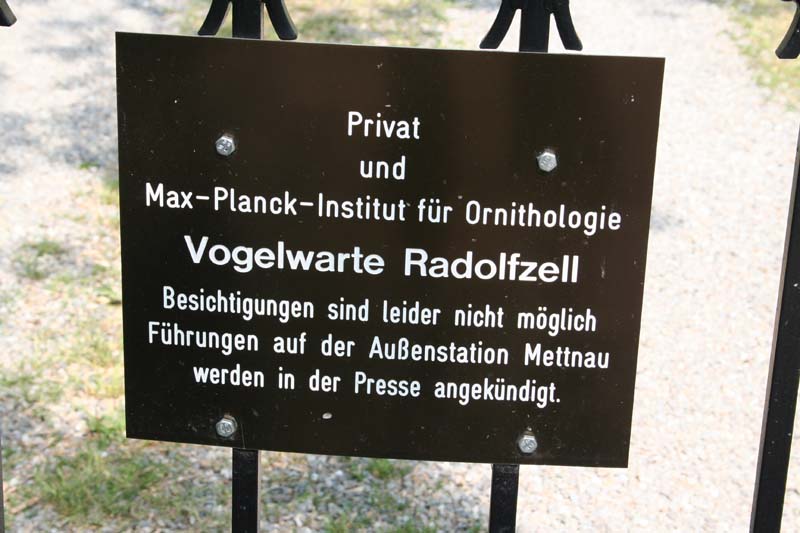 Privat
und
Max-Planck-Institut für Ornithologie
Vogelwarte Radolfzell
Besichtigungen sind leider nicht möglich
Führungen auf der Außenstation Mettnau
werden in der Presse angekündigt.